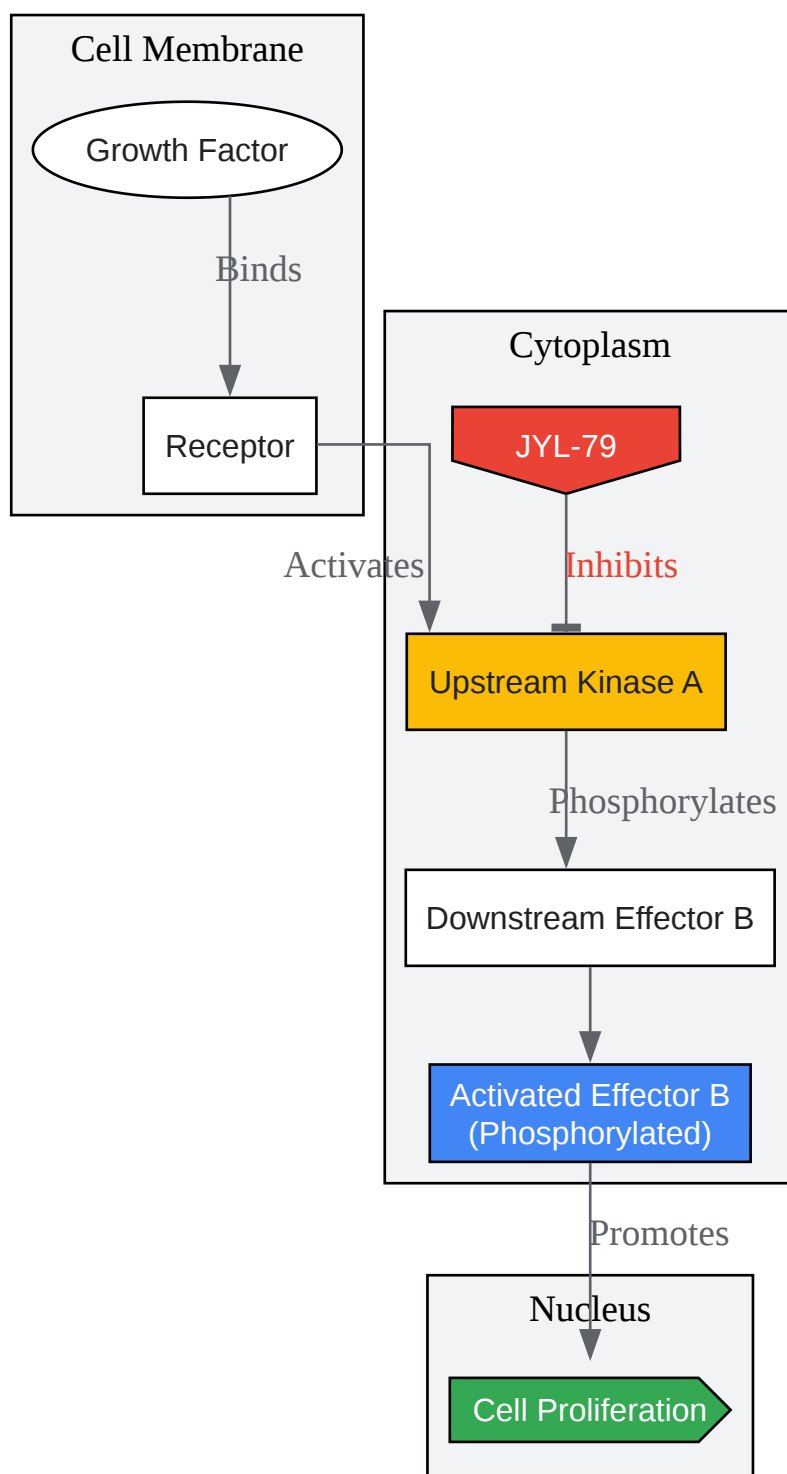 Cell Membrane
Growth Factor
Binds
Receptor
Activates
Cytoplasm
JYL-79
Inhibits
Upstream Kinase A
Phosphorylates
Downstream Effector B
Activated Effector B
(Phosphorylated)
Promotes
Nucleus
Cell Proliferation